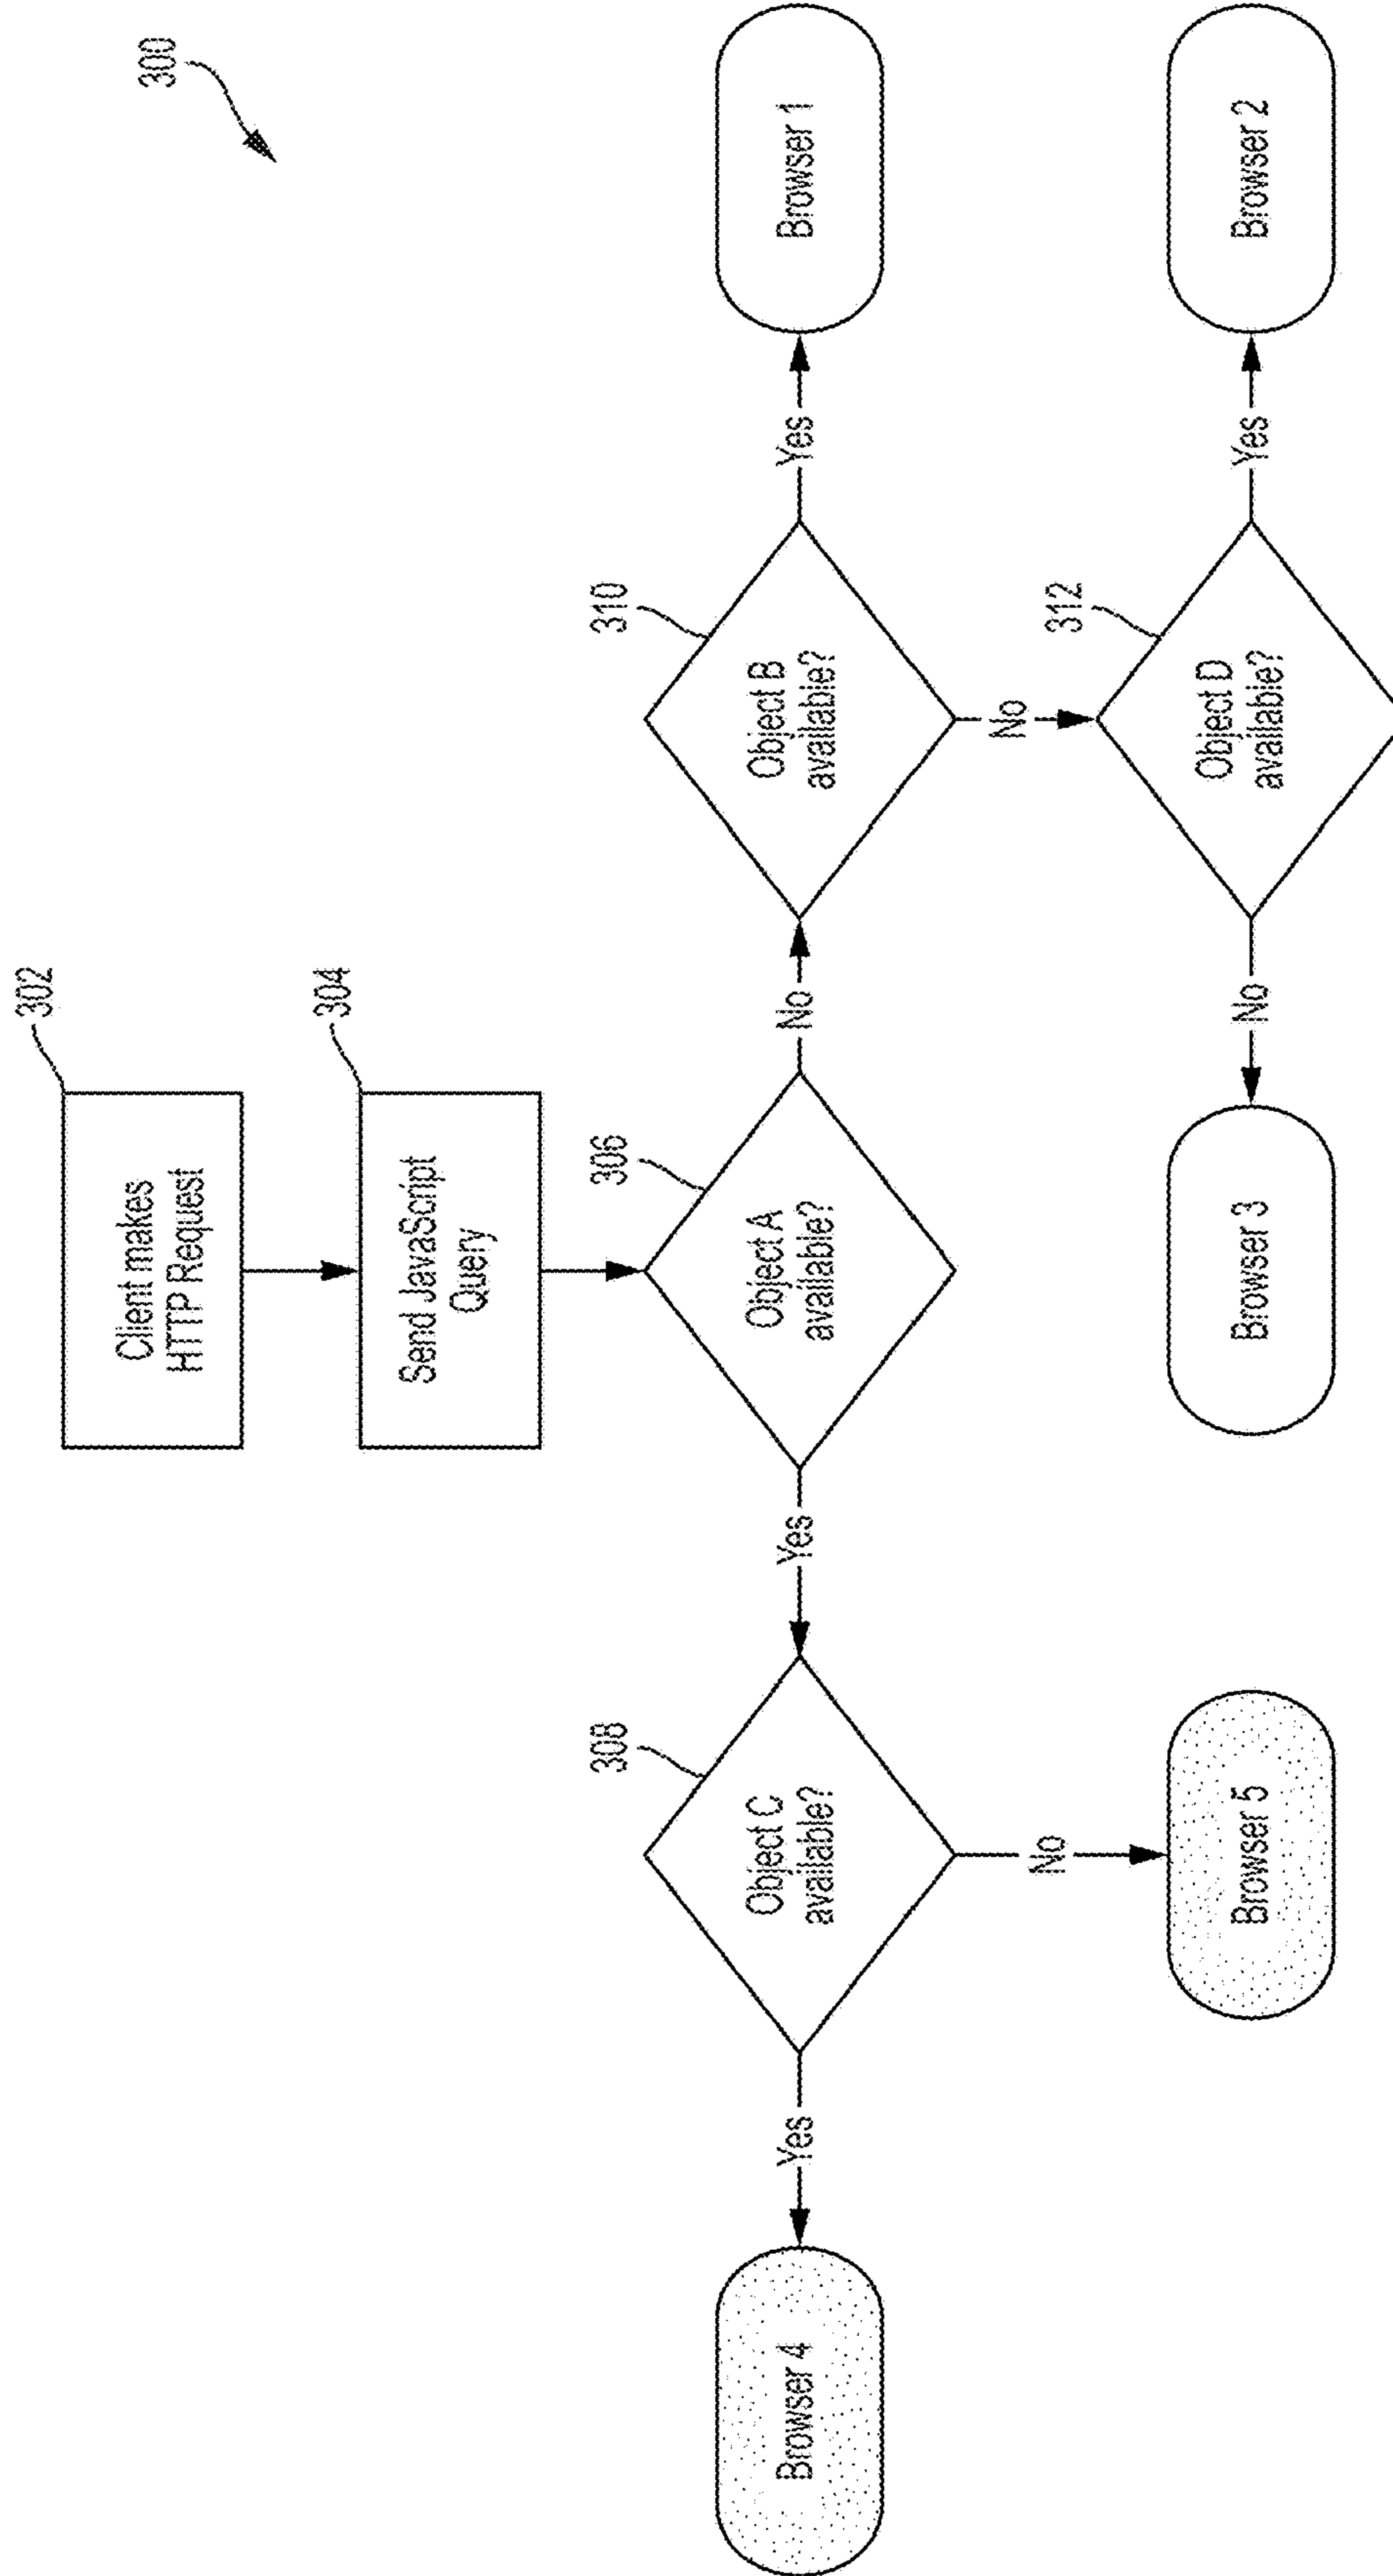 300
302
Client makes
HTTP Request
304
Send JavaScript
Query
306
Object A
available?
Yes
No
308
Object C
available?
Yes
No
Browser 4
Browser 5
310
Object B
available?
Yes
No
Browser 1
312
Object D
available?
Yes
No
Browser 2
Browser 3